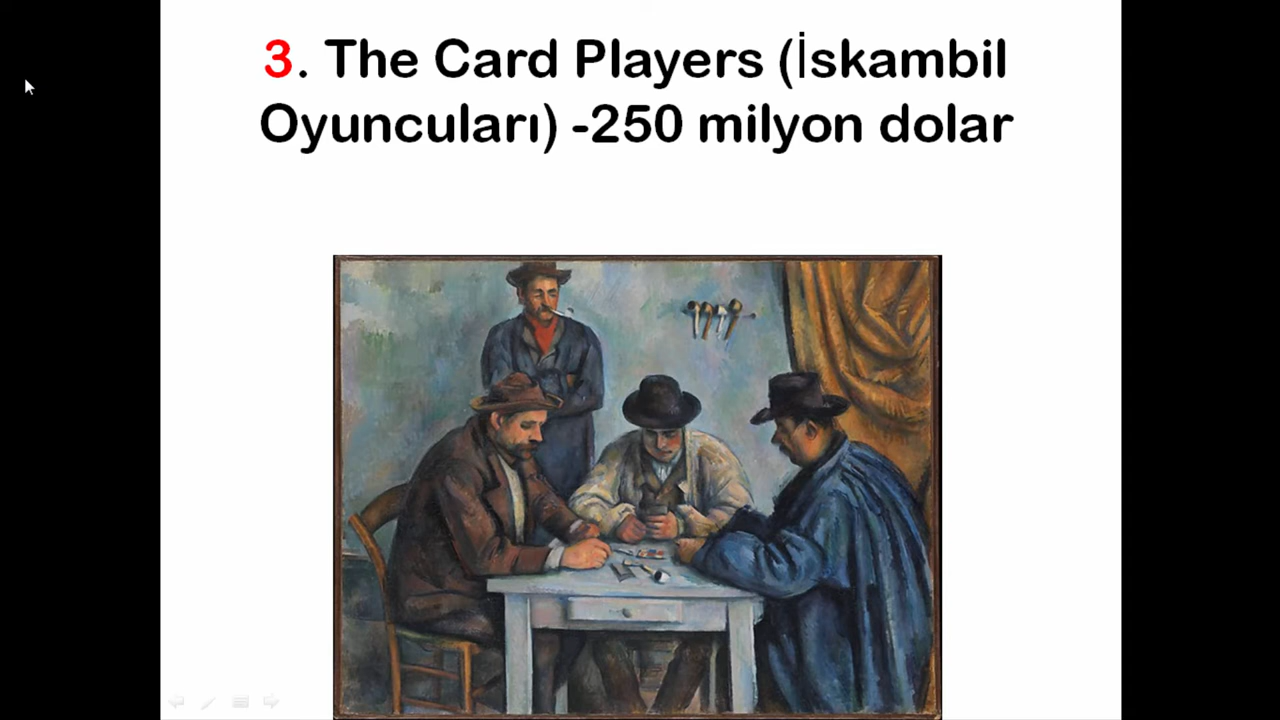 3. The Card Players (İskambil
Oyuncuları) -250 milyon dolar